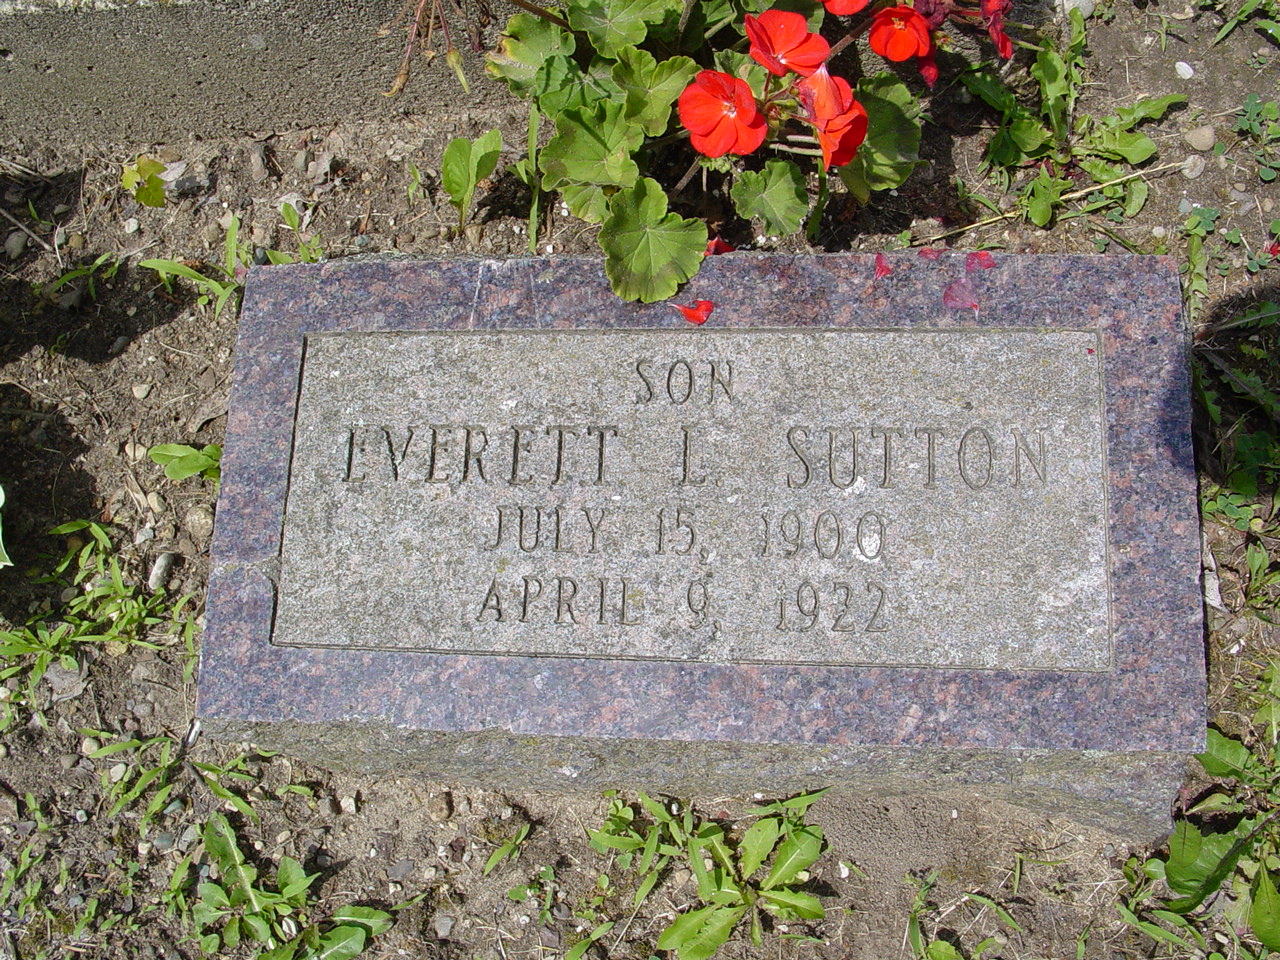 SON
EVERETT L. SUTTON
JULY 15, 1900
APRIL 9, 1922